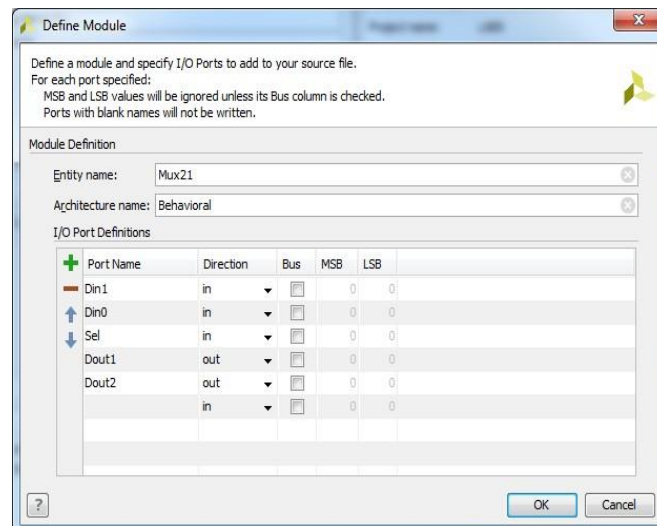 Define Module
Define a module and specify I/O Ports to add to your source file.
For each port specified:
MSB and LSB values will be ignored unless its Bus column is checked.
Ports with blank names will not be written.
Module Definition
Entity name: Mux21
Architecture name: Behavioral
I/O Port Definitions
Port Name Direction Bus MSB LSB
Din1 in 0 0
Din0 in 0 0
Sel in 0 0
Dout1 out 0 0
Dout2 out 0 0
in 0 0
? OK Cancel